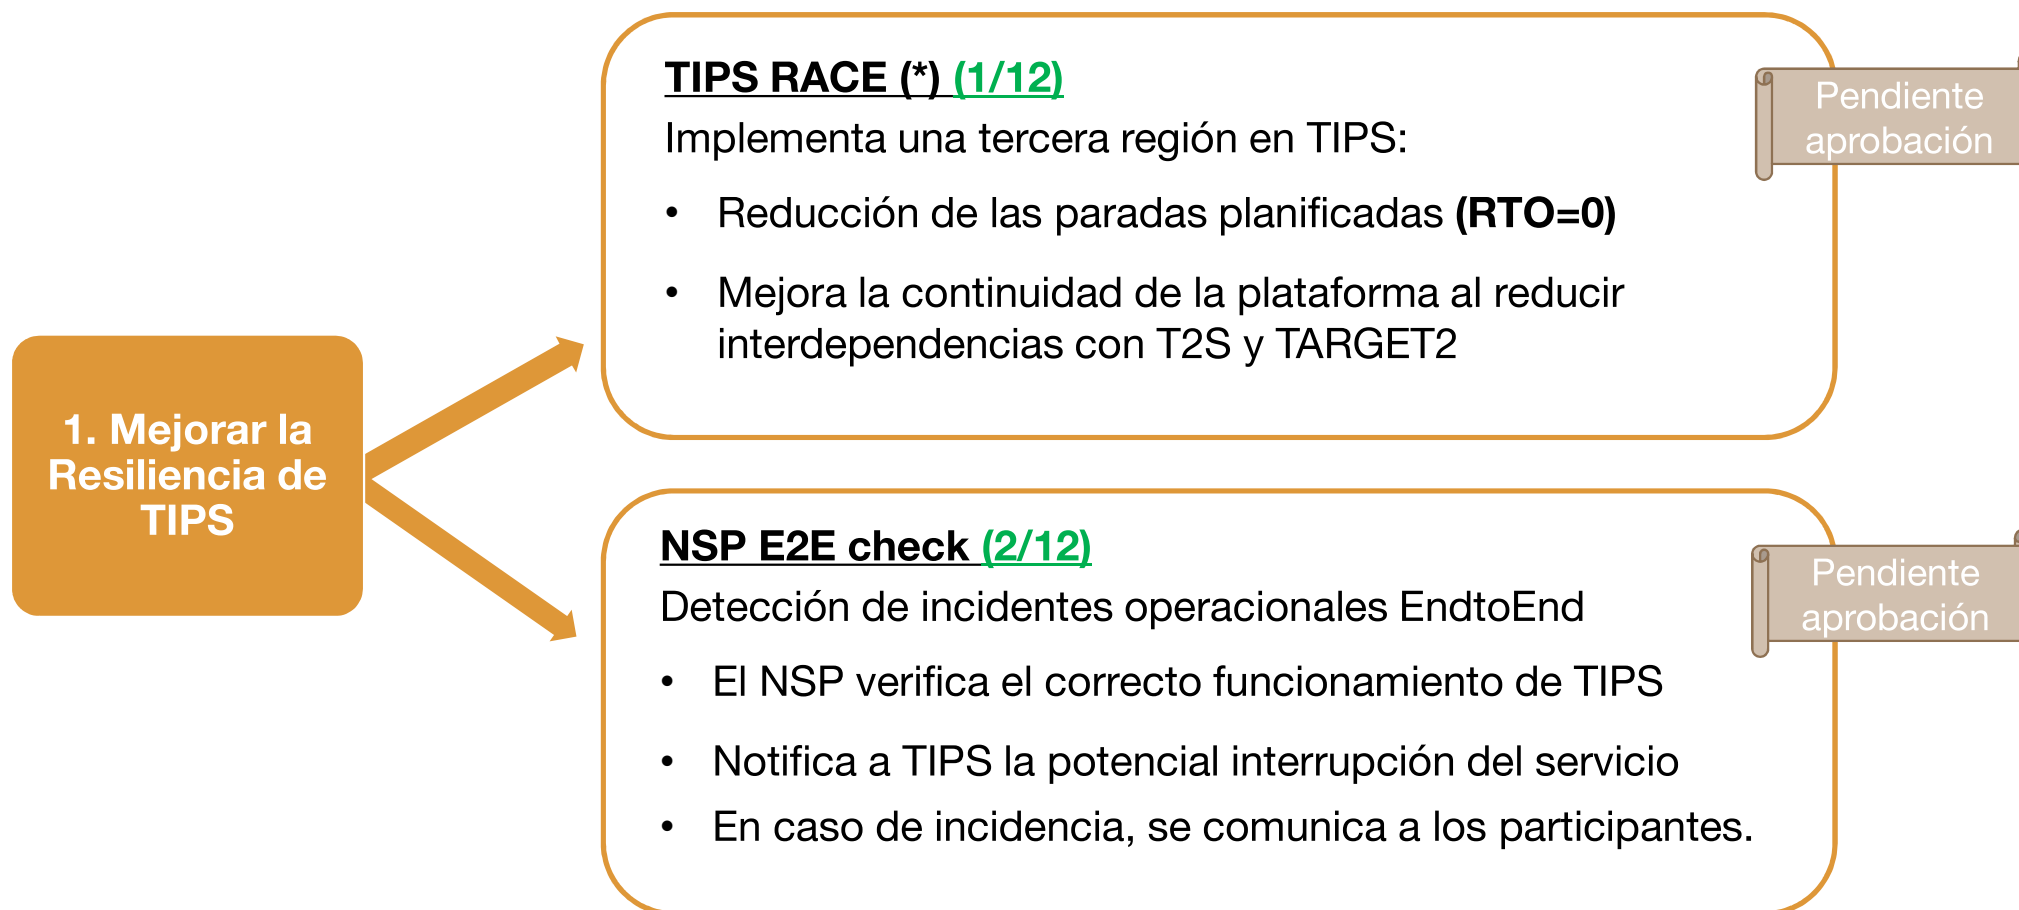 1. Mejorar la
Resiliencia de
TIPS
TIPS RACE (*) (1/12)
Implementa una tercera región en TIPS:
• Reducción de las paradas planificadas (RTO=0)
• Mejora la continuidad de la plataforma al reducir
interdependencias con T2S y TARGET2
Pendiente
aprobación
NSP E2E check (2/12)
Detección de incidentes operacionales EndtoEnd
• El NSP verifica el correcto funcionamiento de TIPS
• Notifica a TIPS la potencial interrupción del servicio
• En caso de incidencia, se comunica a los participantes.
Pendiente
aprobación